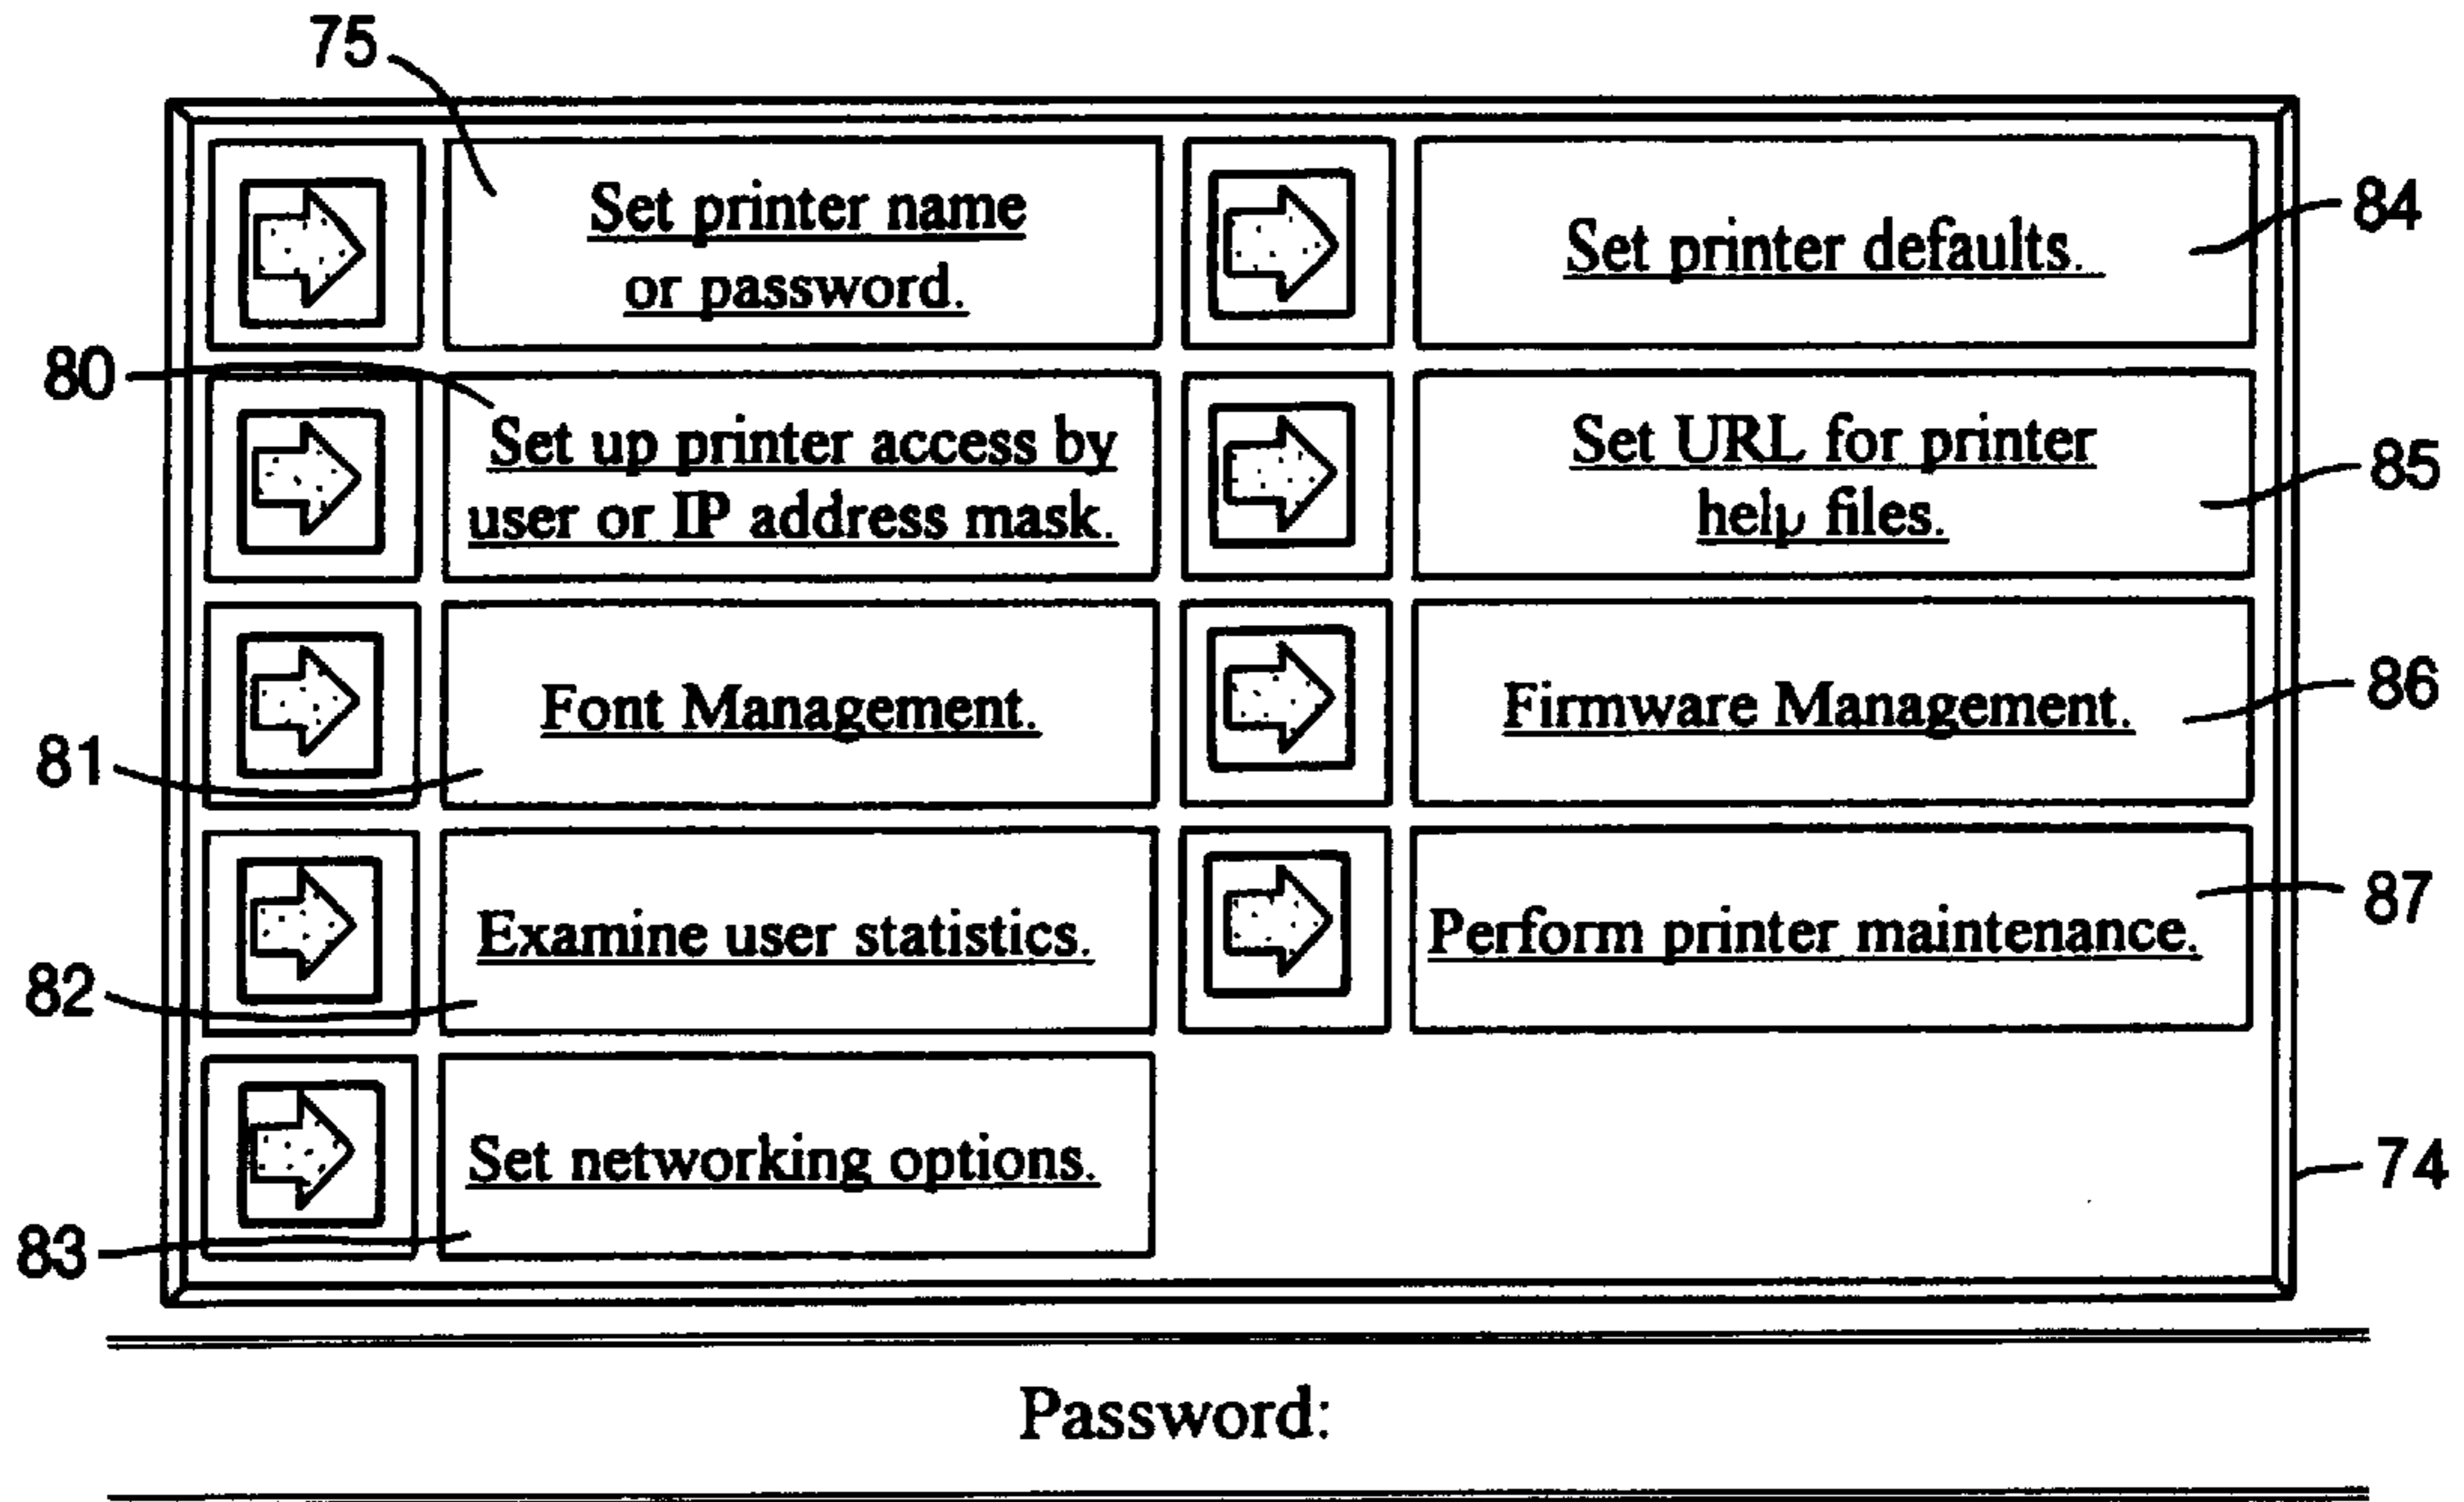 75
Set printer name
or password.
Set printer defaults.
84
80
Set up printer access by
user or IP address mask.
Set URL for printer
help files.
85
81
Font Management.
Firmware Management.
86
82
Examine user statistics.
Perform printer maintenance.
87
83
Set networking options.
74
Password: